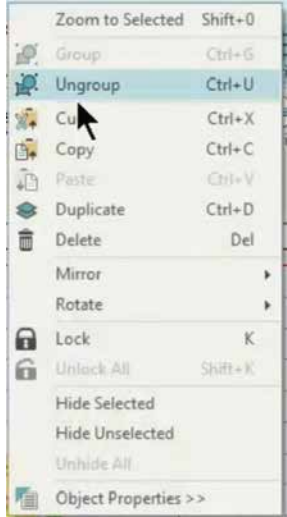 Zoom to Selected Shift+0
Group Ctrl+G
Ungroup Ctrl+U
Cu Ctrl+X
Copy Ctrl+C
Paste Ctrl+V
Duplicate Ctrl+D
Delete Del
Mirror
Rotate
Lock K
Unlock All Shift+K
Hide Selected
Hide Unselected
Unhide All
Object Properties >>